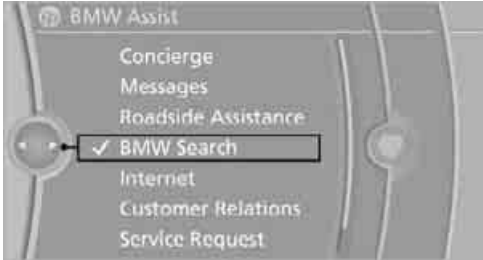 BMW Assist
Concierge
Messages
Roadside Assistance
✓ BMW Search
Internet
Customer Relations
Service Request